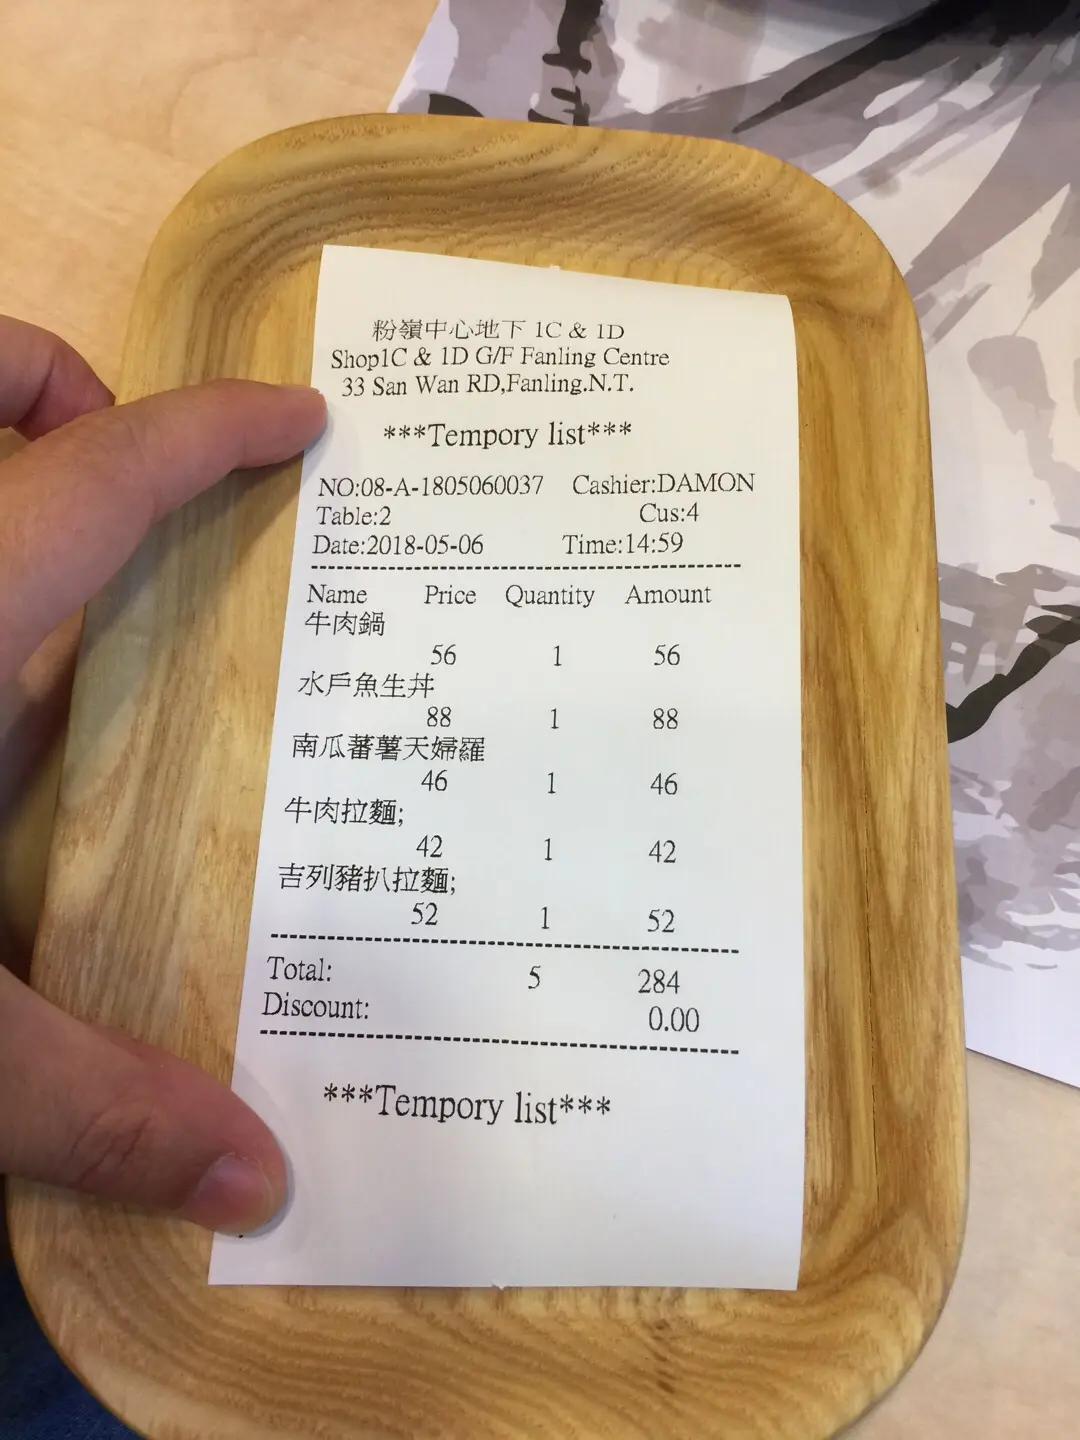 粉嶺中心地下 1C & 1D
Shop1C & 1D G/F Fanling Centre
33 San Wan RD,Fanling.N.T.
***Tempory list***
NO:08-A-1805060037 Cashier:DAMON
Table:2 Cus:4
Date:2018-05-06 Time:14:59
Name Price Quantity Amount
牛肉鍋
56 1 56
水戶魚生丼
88 1 88
南瓜蕃薯天婦羅
46 1 46
牛肉拉麵;
42 1 42
吉列豬扒拉麵;
52 1 52
Total: 5 284
Discount: 0.00
***Tempory list***